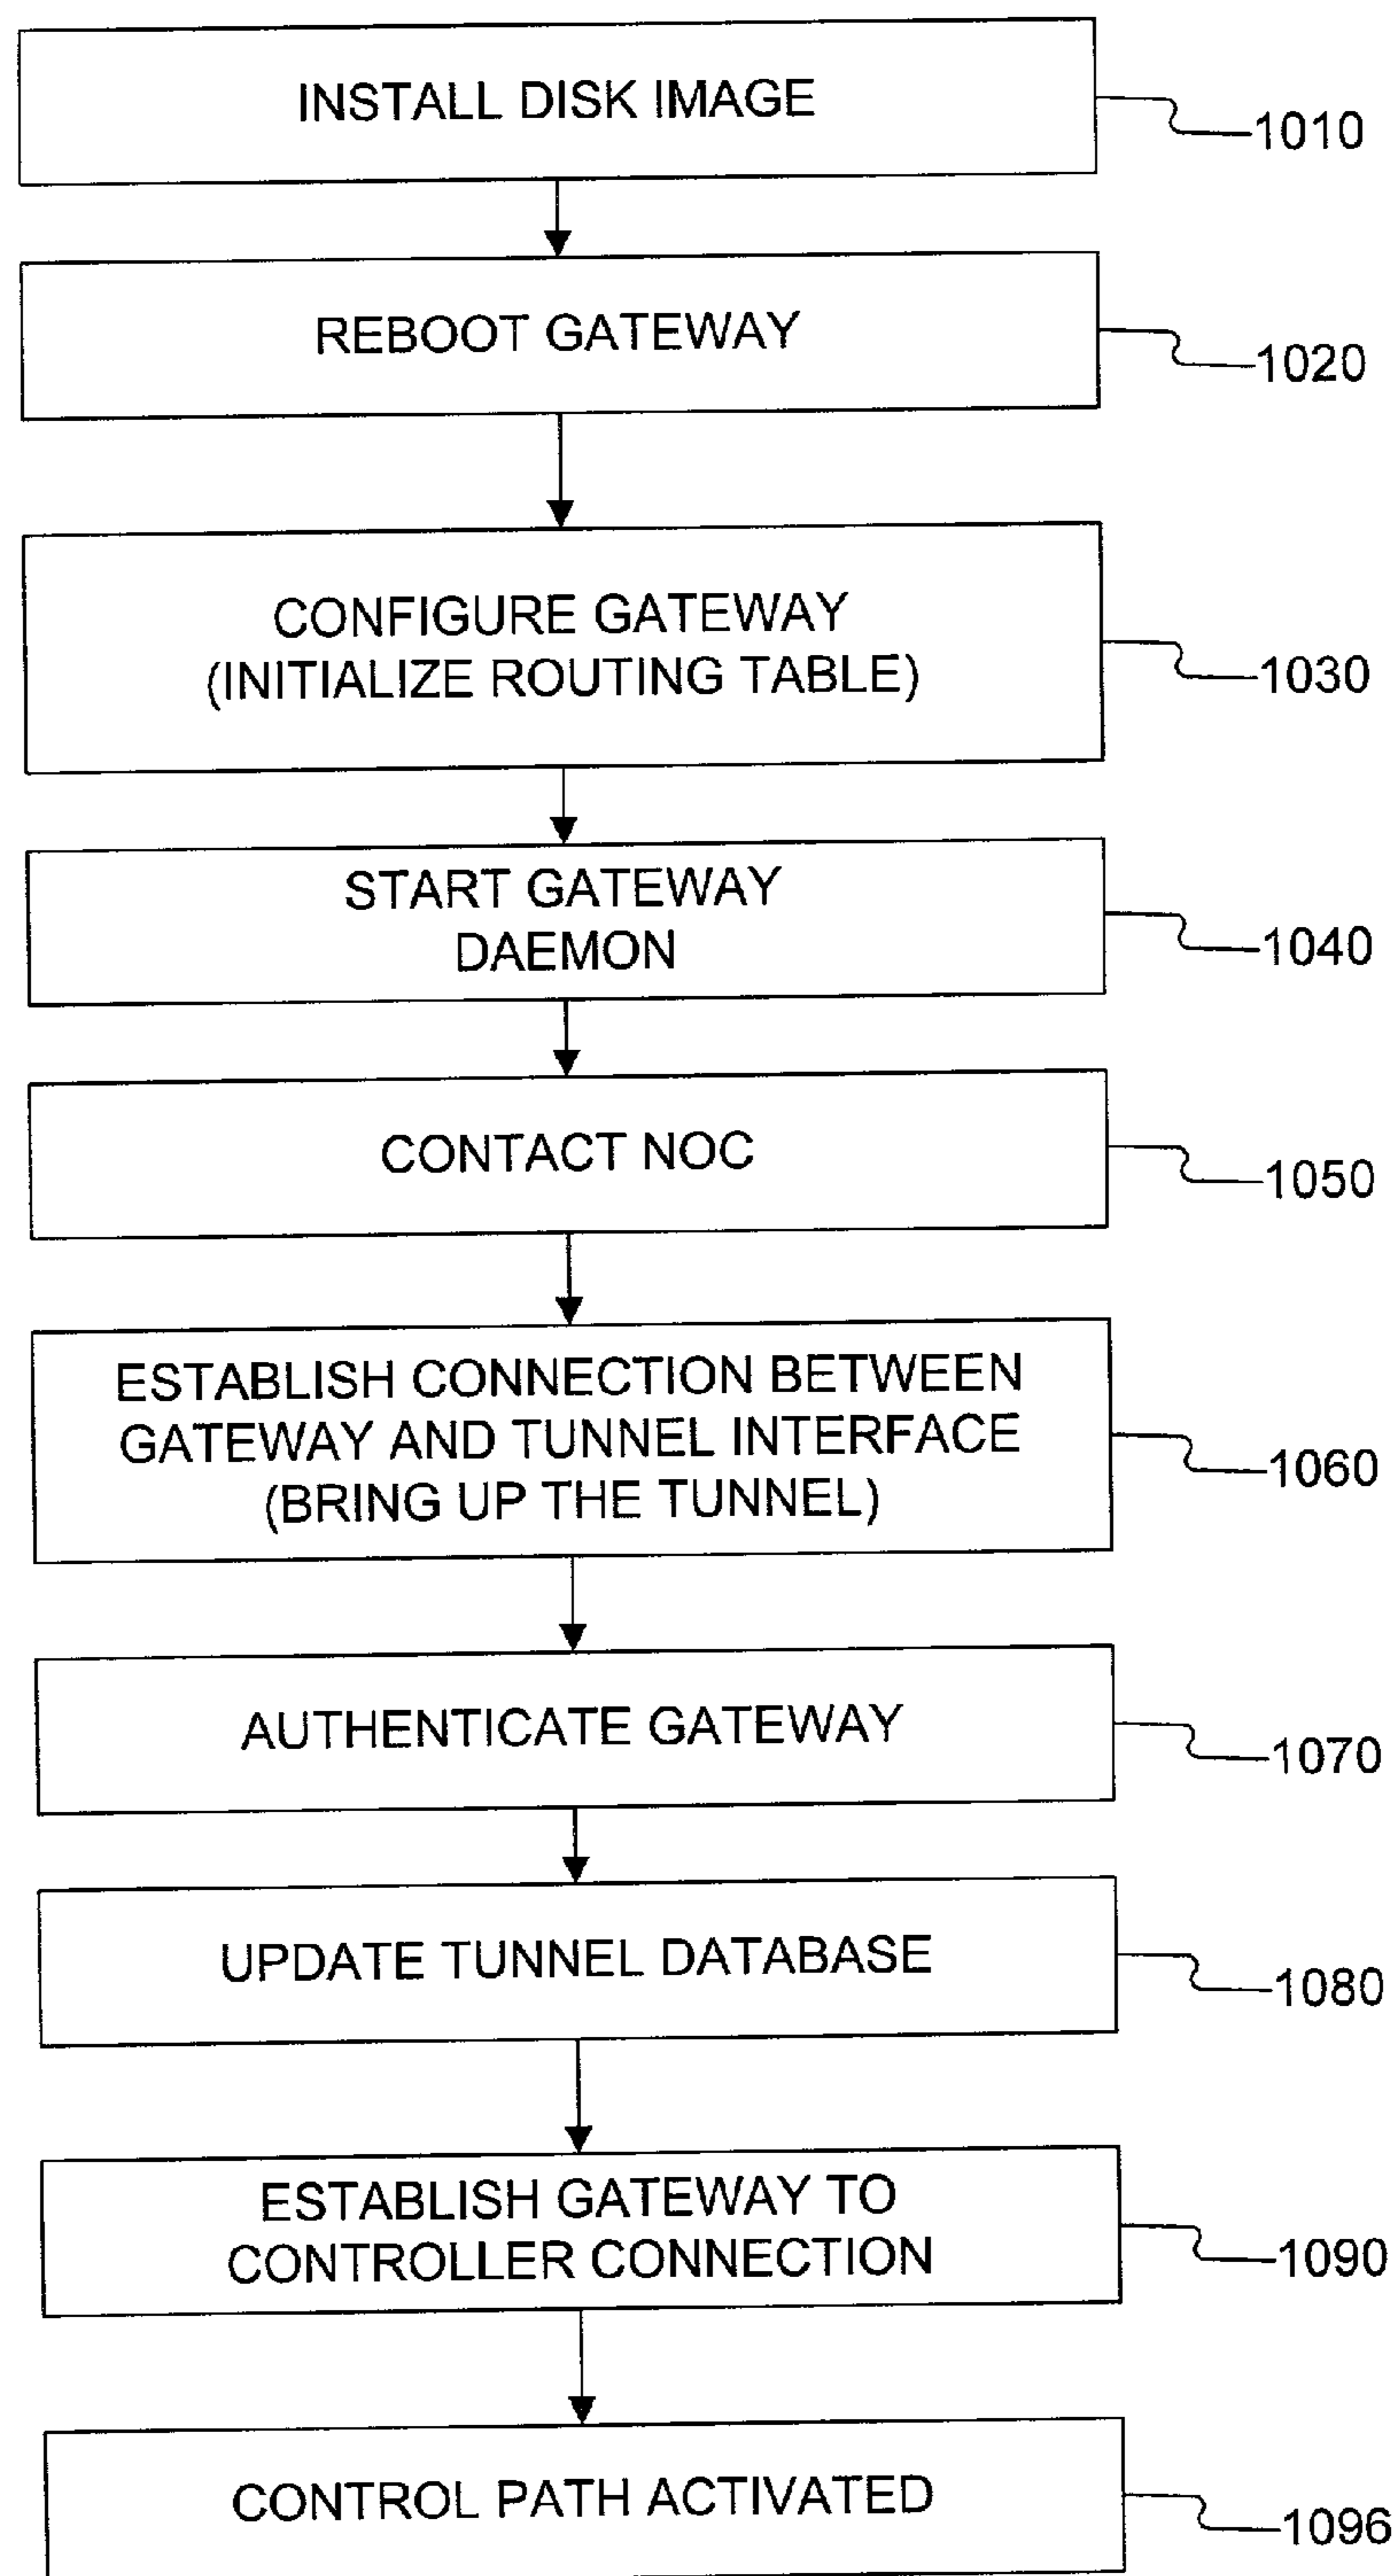 INSTALL DISK IMAGE
1010
REBOOT GATEWAY
1020
CONFIGURE GATEWAY
(INITIALIZE ROUTING TABLE)
1030
START GATEWAY
DAEMON
1040
CONTACT NOC
1050
ESTABLISH CONNECTION BETWEEN
GATEWAY AND TUNNEL INTERFACE
(BRING UP THE TUNNEL)
1060
AUTHENTICATE GATEWAY
1070
UPDATE TUNNEL DATABASE
1080
ESTABLISH GATEWAY TO
CONTROLLER CONNECTION
1090
CONTROL PATH ACTIVATED
1096